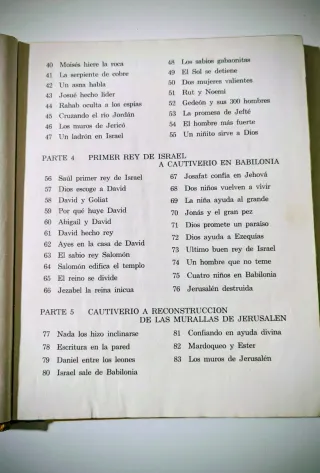 40 Moisés hiere la roca
41 La serpiente de cobre
42 Un asna habla
43 Josué hecho líder
44 Rahab oculta a los espías
45 Cruzando el río Jordán
46 Los muros de Jericó
47 Un ladrón en Israel
48 Los sabios gabaonitas
49 El Sol se detiene
50 Dos mujeres valientes
51 Rut y Noemí
52 Gedeón y sus 300 hombres
53 La promesa de Jefté
54 El hombre más fuerte
55 Un niñito sirve a Dios
PARTE 4 PRIMER REY DE ISRAEL
A CAUTIVERIO EN BABILONIA
56 Saúl primer rey de Israel
57 Dios escoge a David
58 David y Goliat
59 Por qué huye David
60 Abigail y David
61 David hecho rey
62 Ayes en la casa de David
63 El sabio rey Salomón
64 Salomón edifica el templo
65 El reino se divide
66 Jezabel la reina inicua
67 Josafat confía en Jehová
68 Dos niños vuelven a vivir
69 La niña ayuda al grande
70 Jonás y el gran pez
71 Dios promete un paraíso
72 Dios ayuda a Ezequías
73 Ultimo buen rey de Israel
74 Un hombre que no teme
75 Cuatro niños en Babilonia
76 Jerusalén destruida
PARTE 5 CAUTIVERIO A RECONSTRUCCION
DE LAS MURALLAS DE JERUSALEN
77 Nada los hizo inclinarse
78 Escritura en la pared
79 Daniel entre los leones
80 Israel sale de Babilonia
81 Confiando en ayuda divina
82 Mardoqueo y Ester
83 Los muros de Jerusalén